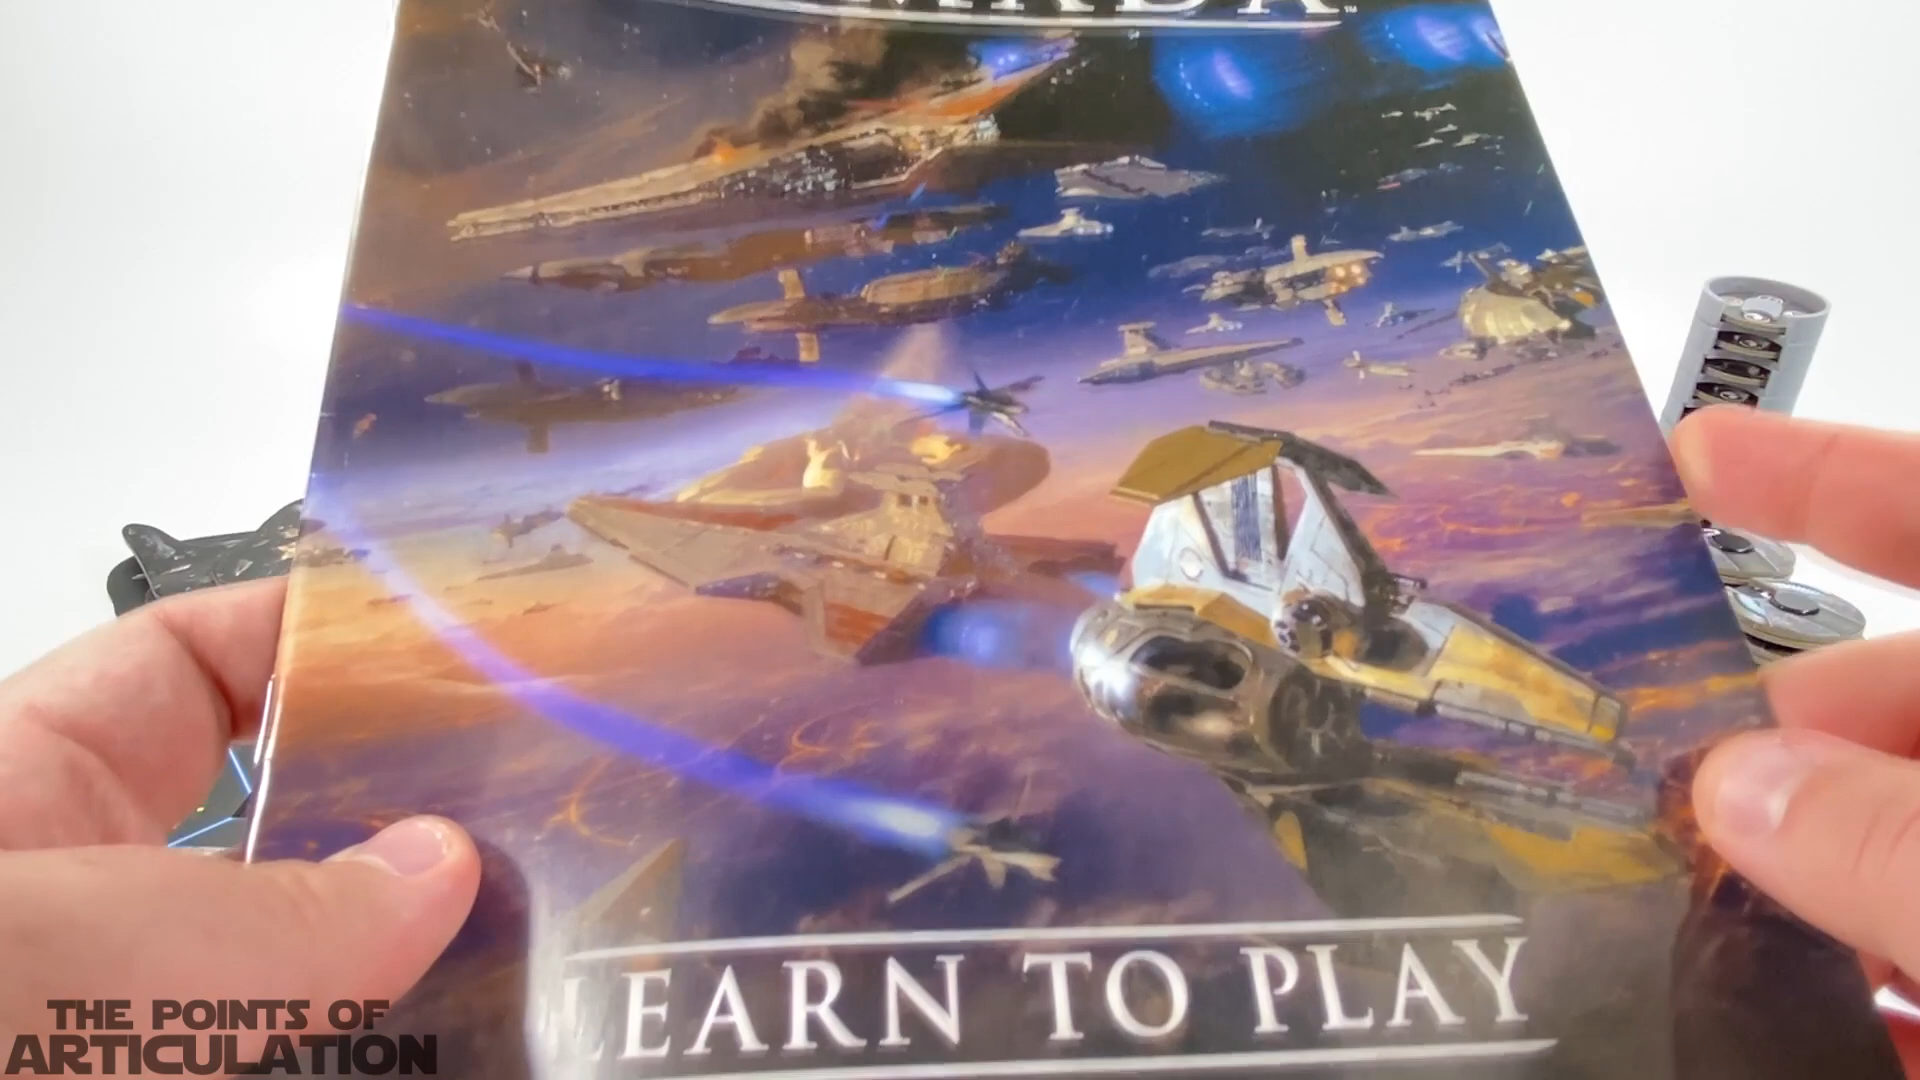 LEARN TO PLAY
THE POINTS OF
ARTICULATION